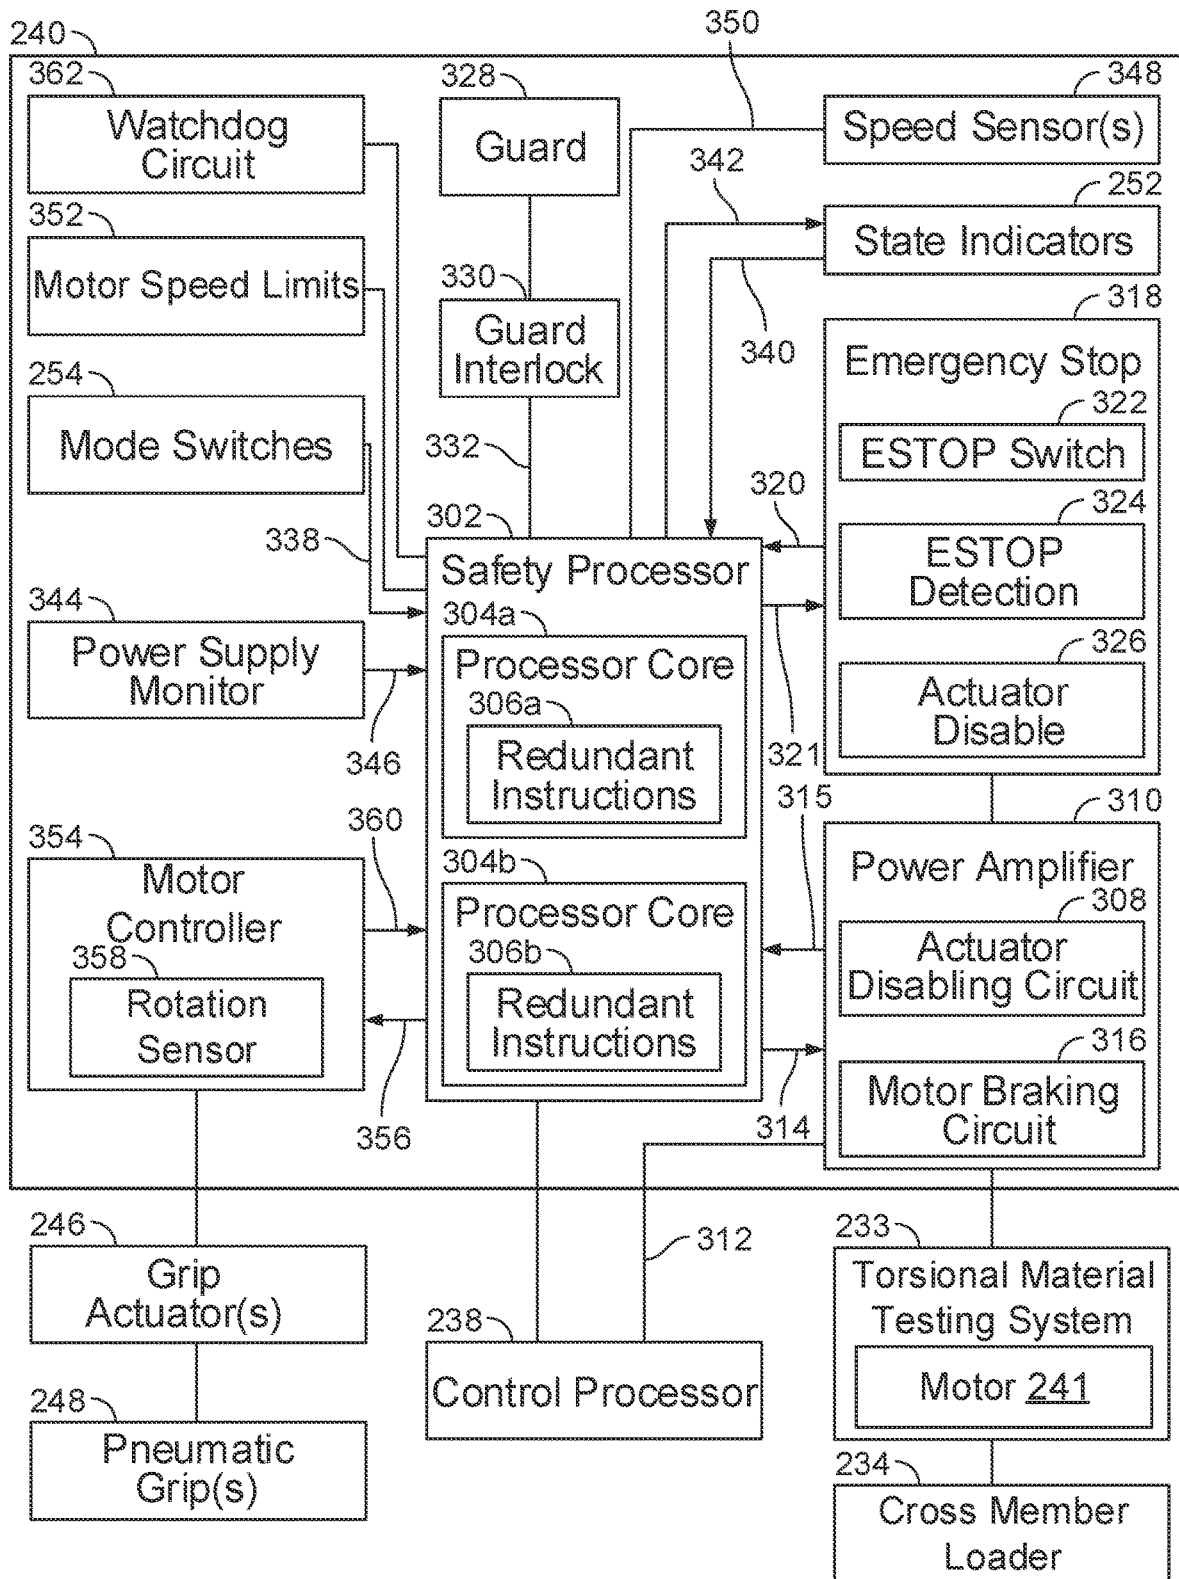 240
350
362
Watchdog
Circuit
328
Guard
348
Speed Sensor(s)
342
252
State Indicators
352
Motor Speed Limits
330
Guard
Interlock
340
318
Emergency Stop
254
Mode Switches
332
322
ESTOP Switch
338
302
Safety Processor
320
324
ESTOP
Detection
344
Power Supply
Monitor
346
304a
Processor Core
306a
Redundant
Instructions
321
326
Actuator
Disable
315
310
Power Amplifier
354
Motor
Controller
360
304b
Processor Core
306b
Redundant
Instructions
308
Actuator
Disabling Circuit
358
Rotation
Sensor
356
314
316
Motor Braking
Circuit
246
Grip
Actuator(s)
312
233
Torsional Material
Testing System
Motor 241
238
Control Processor
248
Pneumatic
Grip(s)
234
Cross Member
Loader